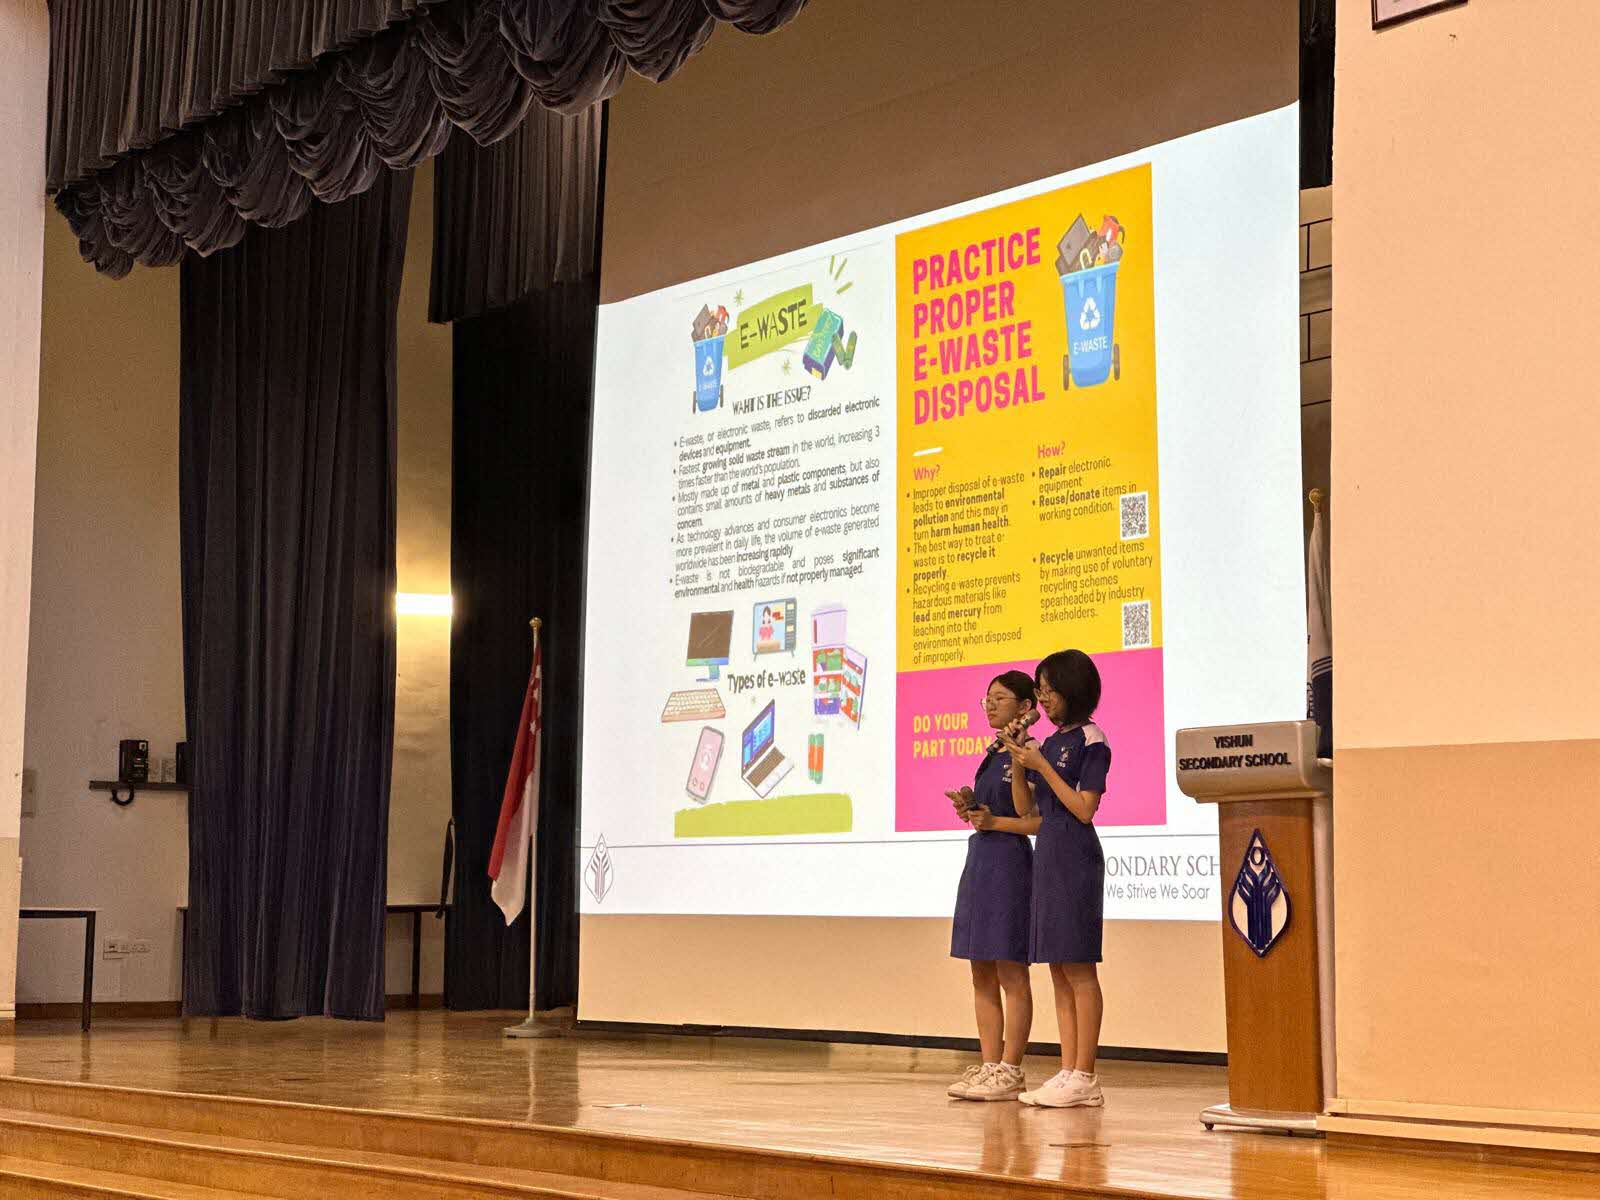 E-WASTE
E-WASTE
WAHT IS THE ISSUE?
• E-waste, or electronic waste, refers to discarded electronic
devices and equipment.
• Fastest growing solid waste stream in the world, increasing 3
times faster than the world's population.
• Mostly made up of metal and plastic components, but also
contains small amounts of heavy metals and substances of
concern.
• As technology advances and consumer electronics become
more prevalent in daily life, the volume of e-waste generated
worldwide has been increasing rapidly
• E-waste is not biodegradable and poses significant
environmental and health hazards if not properly managed.
Types of e-waste
PRACTICE
PROPER
E-WASTE
DISPOSAL
E-WASTE
Why?
• Improper disposal of e-waste
leads to environmental
pollution and this may in
turn harm human health.
• The best way to treat e-
waste is to recycle it
properly.
• Recycling e-waste prevents
hazardous materials like
lead and mercury from
leaching into the
environment when disposed
of improperly.
How?
• Repair electronic
equipment
• Reuse/donate items in
working condition.
• Recycle unwanted items
by making use of voluntary
recycling schemes
spearheaded by industry
stakeholders..
DO YOUR
PART TODAY
ONDARY SCH
We Strive We Soar
YISHUN
SECONDARY SCHOOL